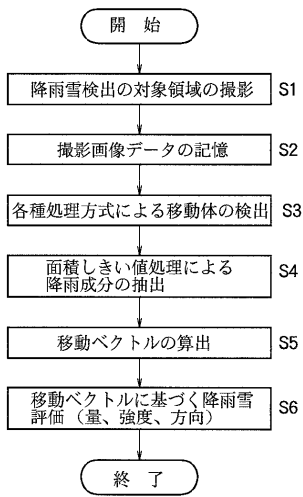 開 始
降雨雪検出の対象領域の撮影
S1
撮影画像データの記憶
S2
各種処理方式による移動体の検出
S3
面積しきい値処理による
降雨成分の抽出
S4
移動ベクトルの算出
S5
移動ベクトルに基づく降雨雪
評価（量、強度、方向）
S6
終 了